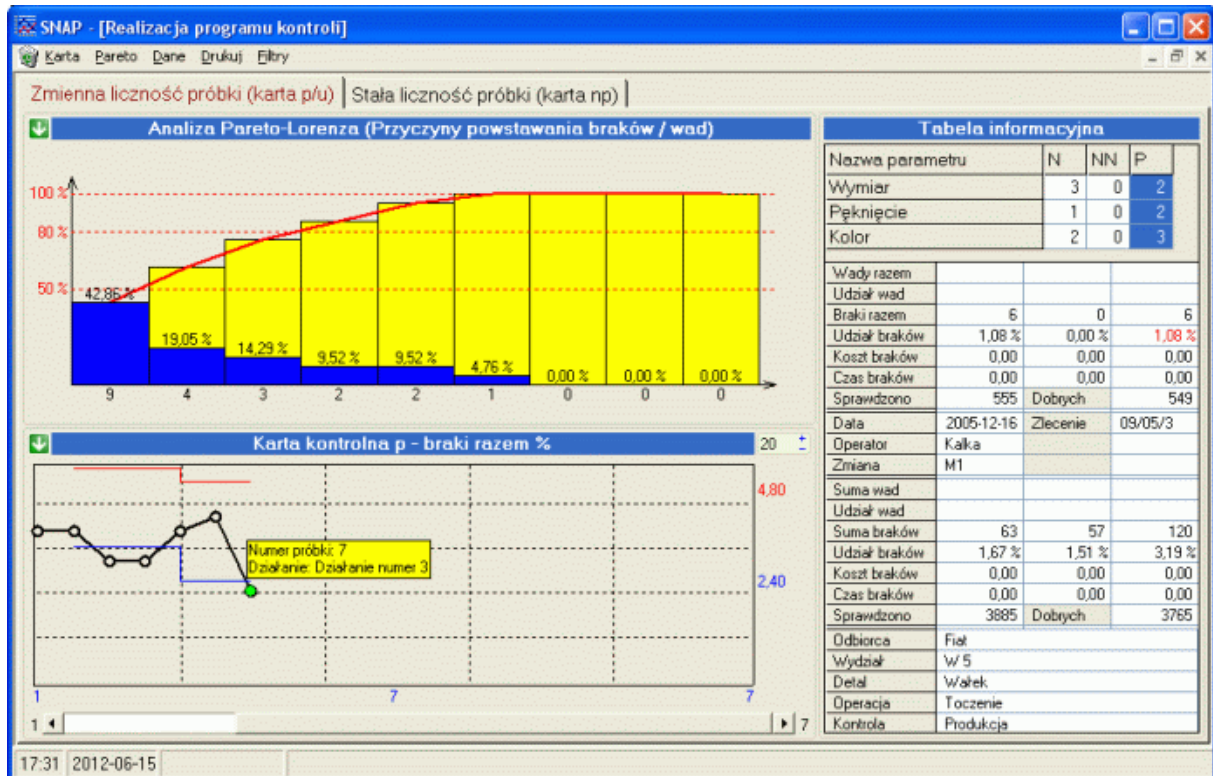 SNAP - [Realizacja programu kontroli]
Karta Pareto Dane Drukuj Filtry
Zmienna liczność próbki (karta p/u) Stała liczność próbki (karta np)
Analiza Pareto-Lorenza (Przyczyny powstawania braków / wad)
100 %
80 %
50 %
42,86 %
19,05 %
14,29 %
9,52 %
9,52 %
4,76 %
0,00 %
0,00 %
0,00 %
9 4 3 2 2 1 0 0 0
Karta kontrolna p - braki razem %
20
4,80
2,40
Numer próbki: 7
Działanie: Działanie numer 3
1 7 7
1 7
Tabela informacyjna
Nazwa parametru N NN P
Wymiar 3 0 2
Pęknięcie 1 0 2
Kolor 2 0 3
Wady razem
Udział wad
Braki razem 6 0 6
Udział braków 1,08 % 0,00 % 1,08 %
Koszt braków 0,00 0,00 0,00
Czas braków 0,00 0,00 0,00
Sprawdzono 555 Dobrych 549
Data 2005-12-16 Zlecenie 09/05/3
Operator Kalka
Zmiana M1
Suma wad
Udział wad
Suma braków 63 57 120
Udział braków 1,67 % 1,51 % 3,19 %
Koszt braków 0,00 0,00 0,00
Czas braków 0,00 0,00 0,00
Sprawdzono 3885 Dobrych 3765
Odbiorca Fiat
Wydział W 5
Detal Wałek
Operacja Toczenie
Kontrola Produkcja
17:31 2012-06-15